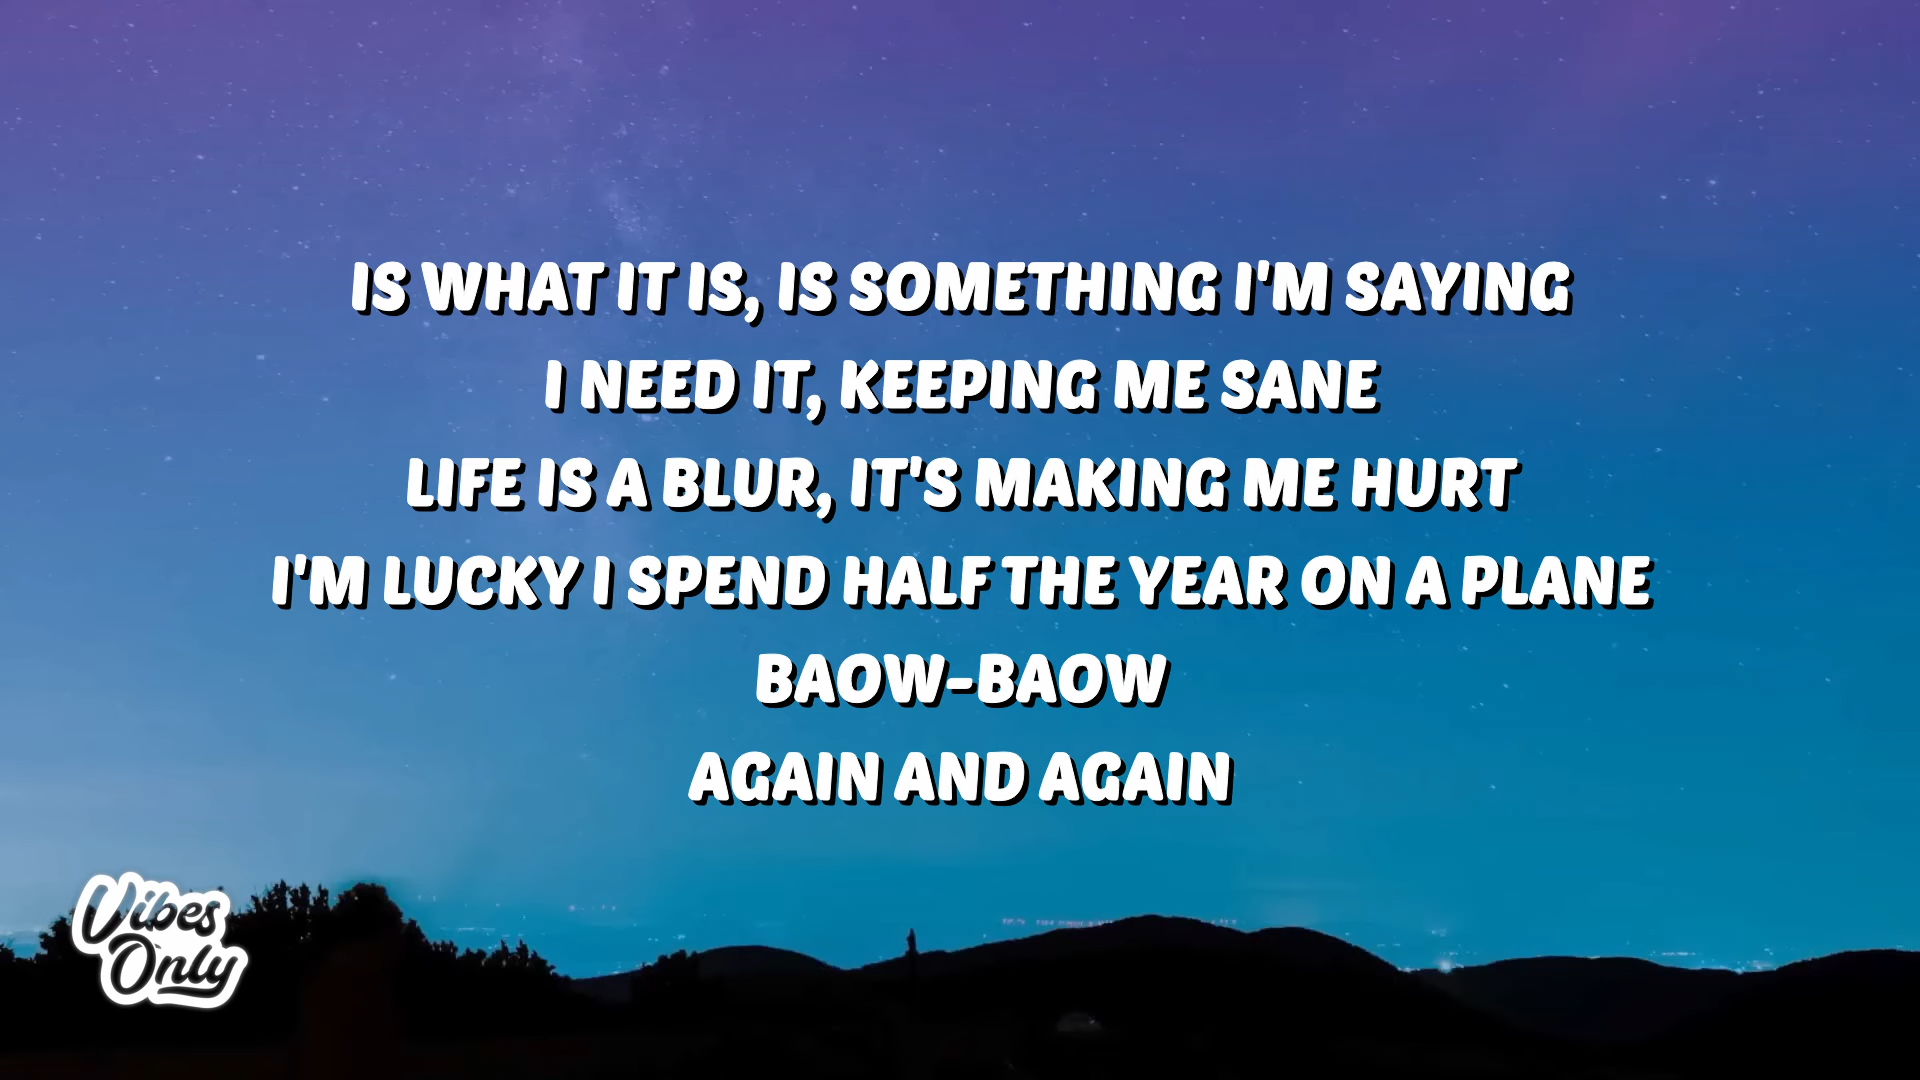 IS WHAT IT IS, IS SOMETHING I'M SAYING
I NEED IT, KEEPING ME SANE
LIFE IS A BLUR, IT'S MAKING ME HURT
I'M LUCKY I SPEND HALF THE YEAR ON A PLANE
BAOW-BAOW
AGAIN AND AGAIN
Vibes
Only